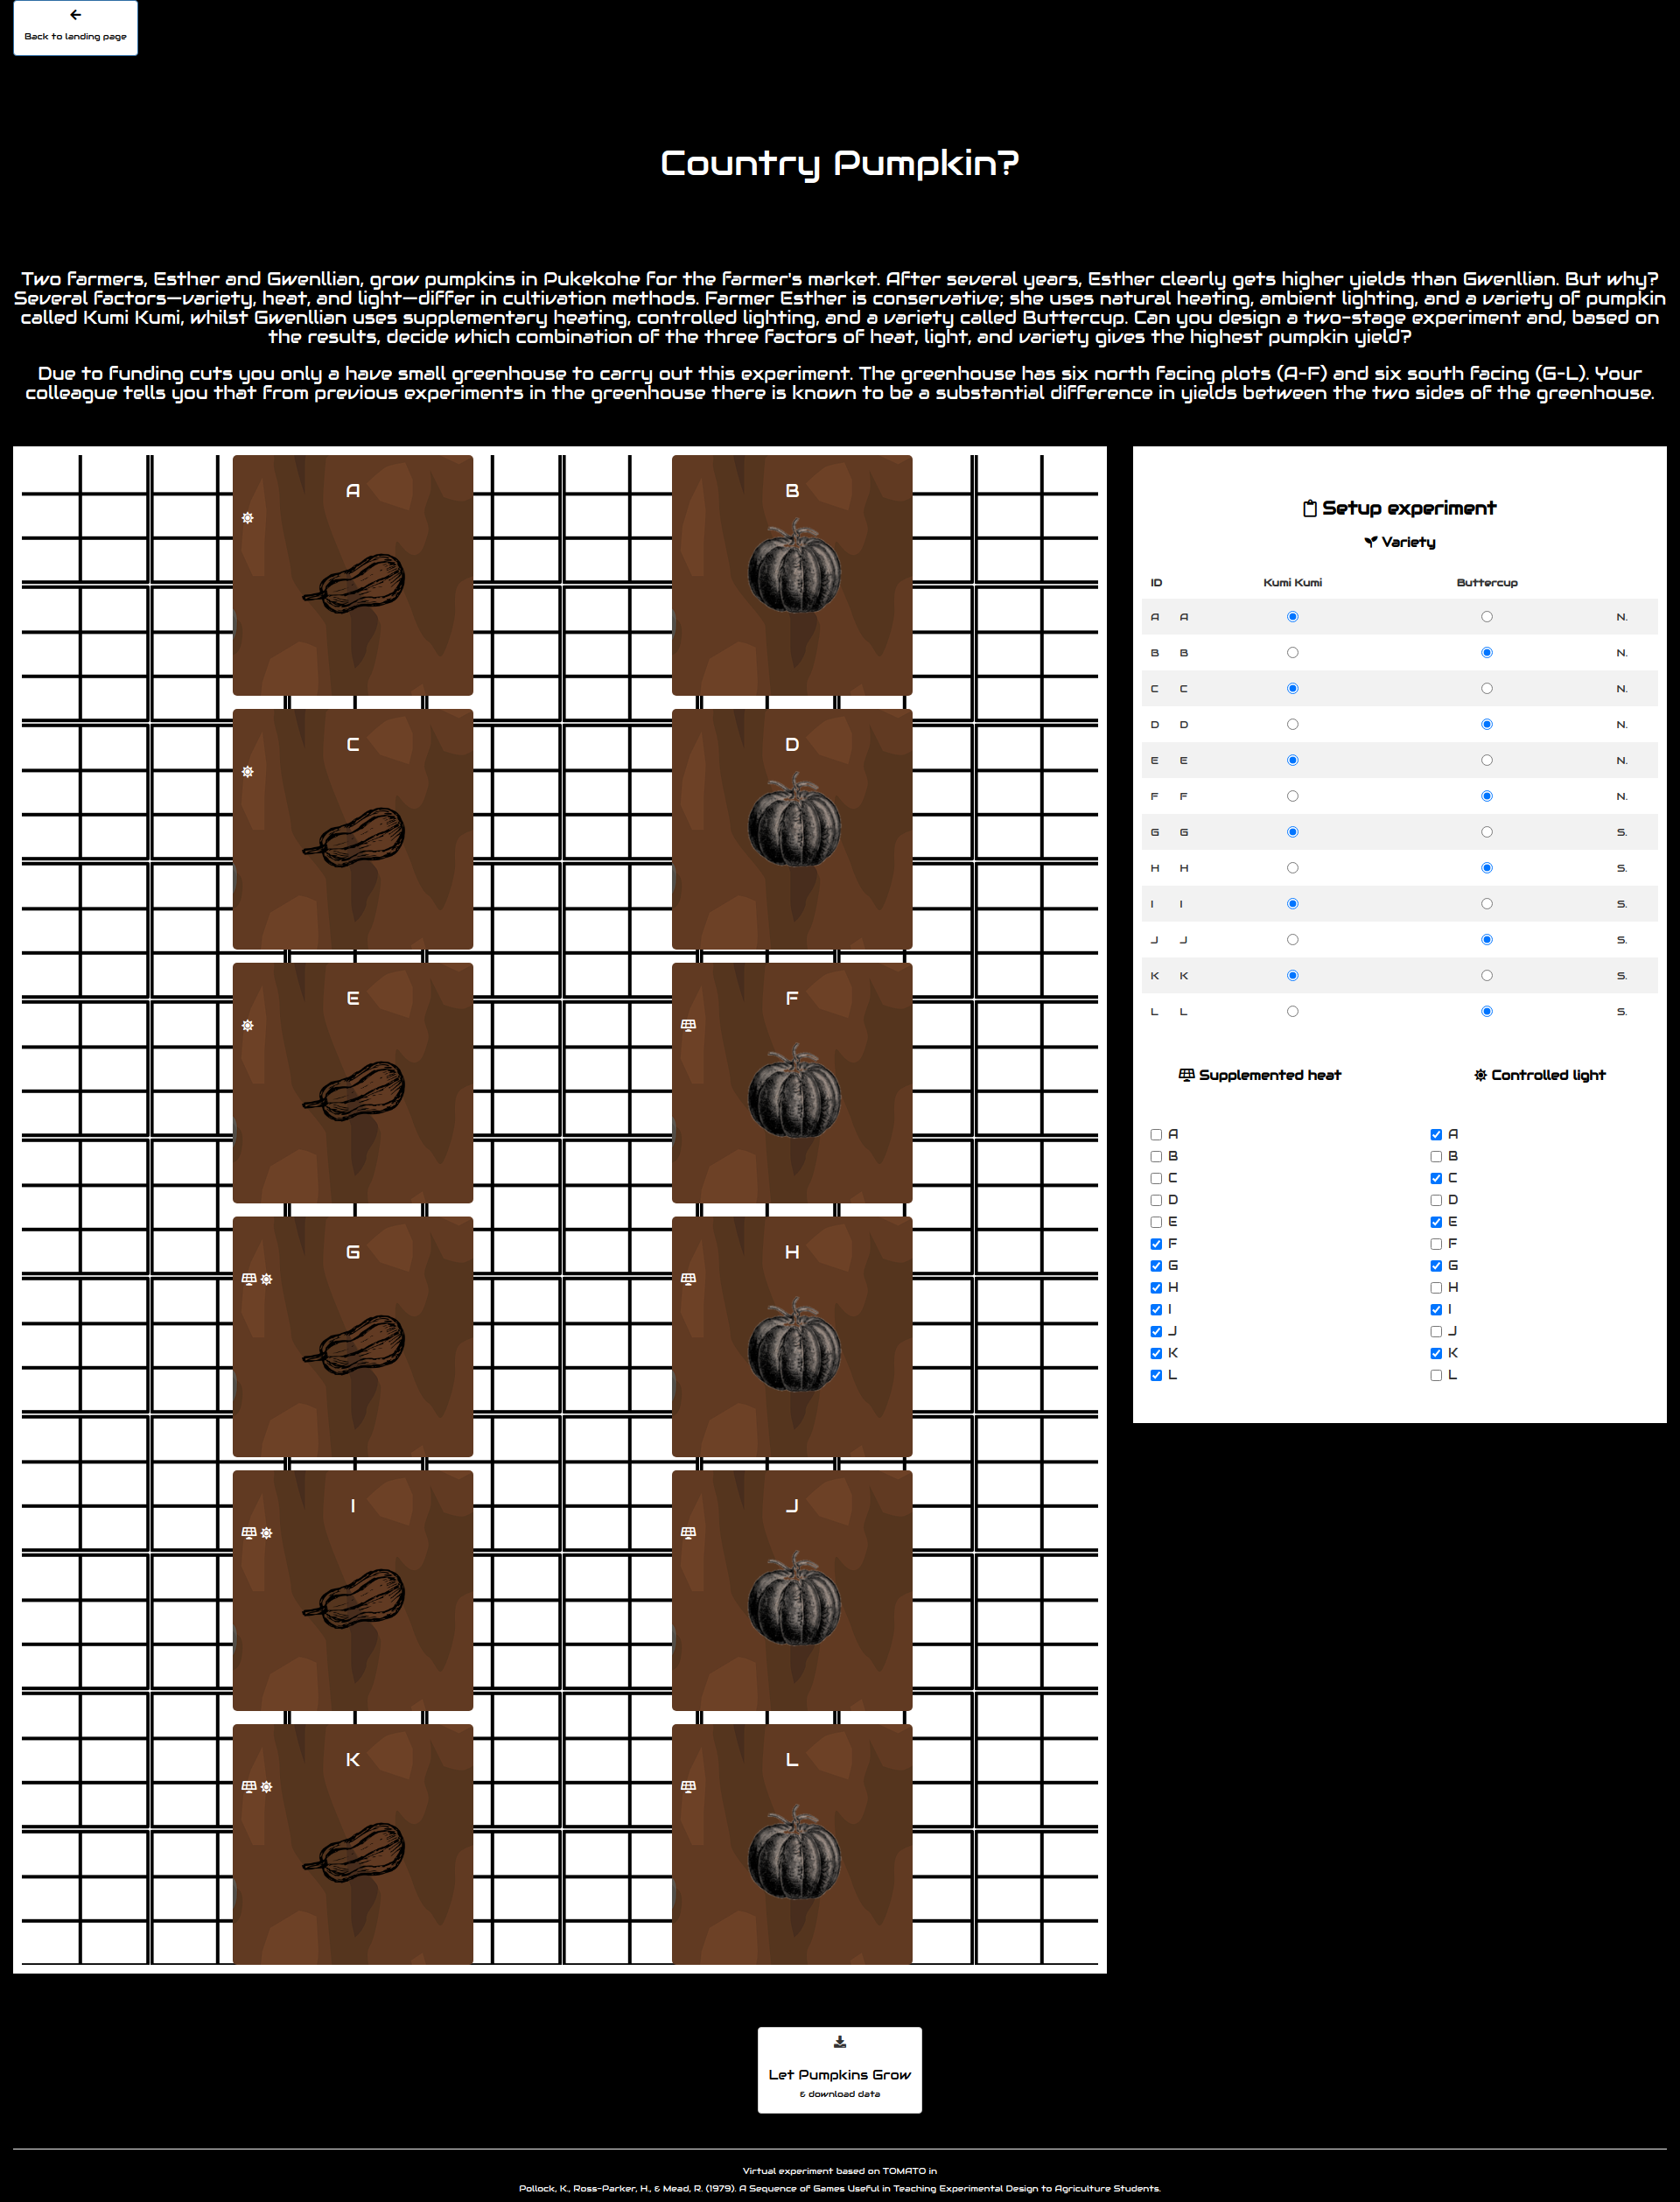 Back to landing page
Country Pumpkin?
Two farmers, Esther and Gwenllian, grow pumpkins in Pukekohe for the farmer's market. After several years, Esther clearly gets higher yields than Gwenllian. But why?
Several factors—variety, heat, and light—differ in cultivation methods. Farmer Esther is conservative; she uses natural heating, ambient lighting, and a variety of pumpkin
called Kumi Kumi, whilst Gwenllian uses supplementary heating, controlled lighting, and a variety called Buttercup. Can you design a two-stage experiment and, based on
the results, decide which combination of the three factors of heat, light, and variety gives the highest pumpkin yield?
Due to funding cuts you only a have small greenhouse to carry out this experiment. The greenhouse has six north facing plots (A-F) and six south facing (G-L). Your
colleague tells you that from previous experiments in the greenhouse there is known to be a substantial difference in yields between the two sides of the greenhouse.
A B
C D
E F
G H
I J
K L
Setup experiment
Variety
ID Kumi Kumi Buttercup
A A N.
B B N.
C C N.
D D N.
E E N.
F F N.
G G S.
H H S.
I I S.
J J S.
K K S.
L L S.
Supplemented heat Controlled light
A A
B B
C C
D D
E E
F F
G G
H H
I I
J J
K K
L L
Let Pumpkins Grow
& download data
Virtual experiment based on TOMATO in
Pollock, K., Ross-Parker, H., & Mead, R. (1979). A Sequence of Games Useful in Teaching Experimental Design to Agriculture Students.